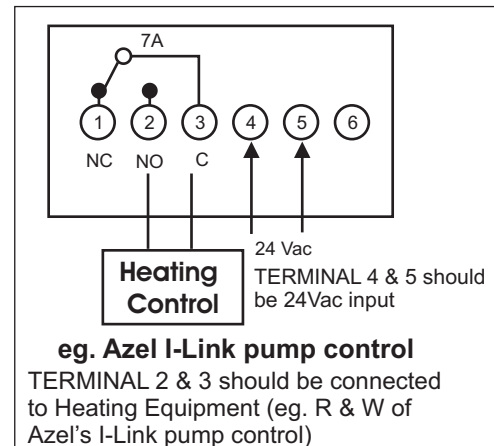 7A
1 2 3 4 5 6
NC NO C
24 Vac
TERMINAL 4 & 5 should
be 24Vac input
Heating
Control
eg. Azel I-Link pump control
TERMINAL 2 & 3 should be connected
to Heating Equipment (eg. R & W of
Azel's I-Link pump control)